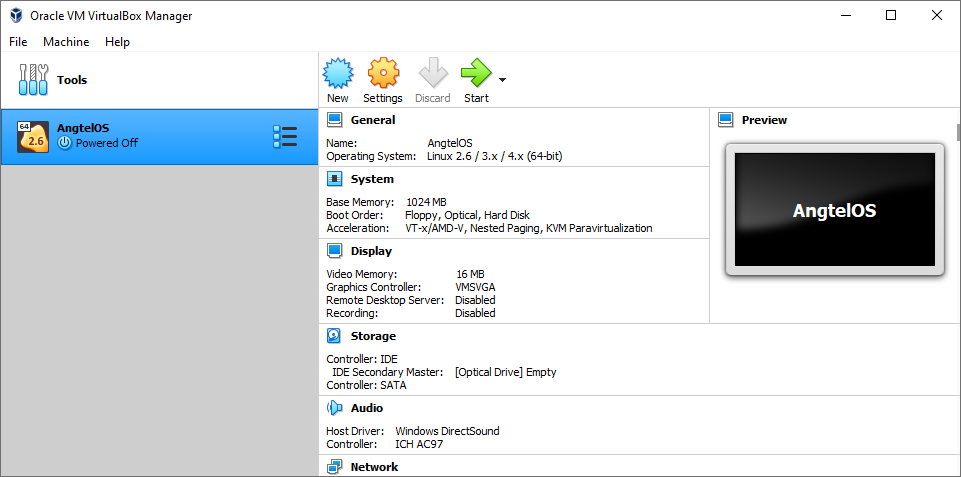 Oracle VM VirtualBox Manager
File Machine Help
Tools
New Settings Discard Start
64
2.6
AngtelOS
Powered Off
General
Name: AngtelOS
Operating System: Linux 2.6 / 3.x / 4.x (64-bit)
System
Base Memory: 1024 MB
Boot Order: Floppy, Optical, Hard Disk
Acceleration: VT-x/AMD-V, Nested Paging, KVM Paravirtualization
Display
Video Memory: 16 MB
Graphics Controller: VMSVGA
Remote Desktop Server: Disabled
Recording: Disabled
Storage
Controller: IDE
IDE Secondary Master: [Optical Drive] Empty
Controller: SATA
Audio
Host Driver: Windows DirectSound
Controller: ICH AC97
Network
Preview
AngtelOS